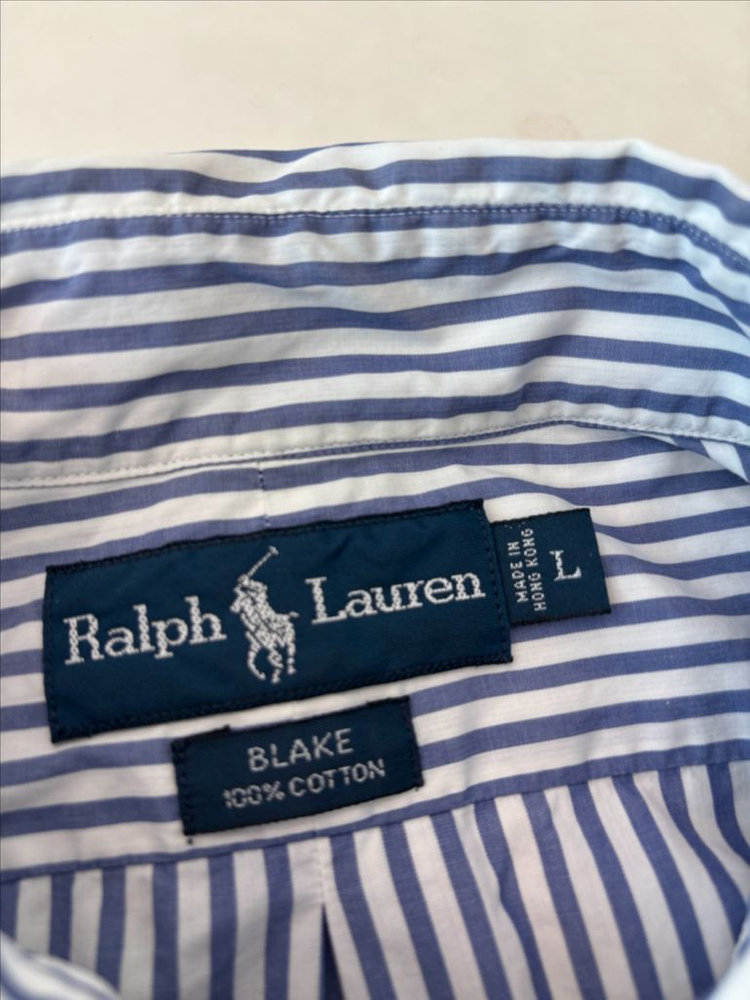 Ralph Lauren
MADE IN
HONG KONG
L
BLAKE
100% COTTON